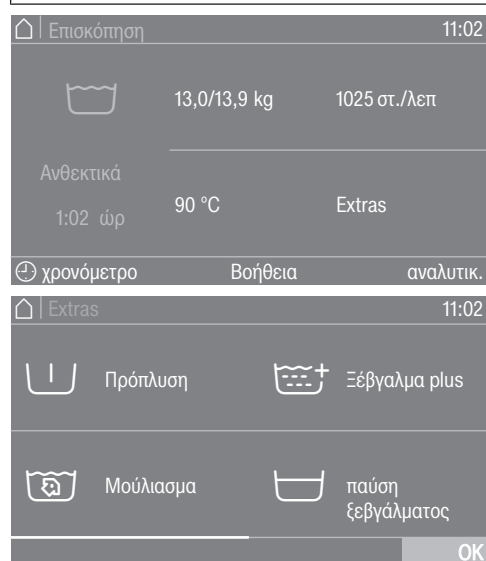 Επισκόπηση 11:02
13,0/13,9 kg 1025 στ./λεπ
Ανθεκτικά
1:02 ώρ
90 °C Extras
χρονόμετρο Βοήθεια αναλυτικ.
Extras 11:02
Πρόπλυση Ξέβγαλμα plus
Μούλιασμα παύση
ξεβγάλματος
OK